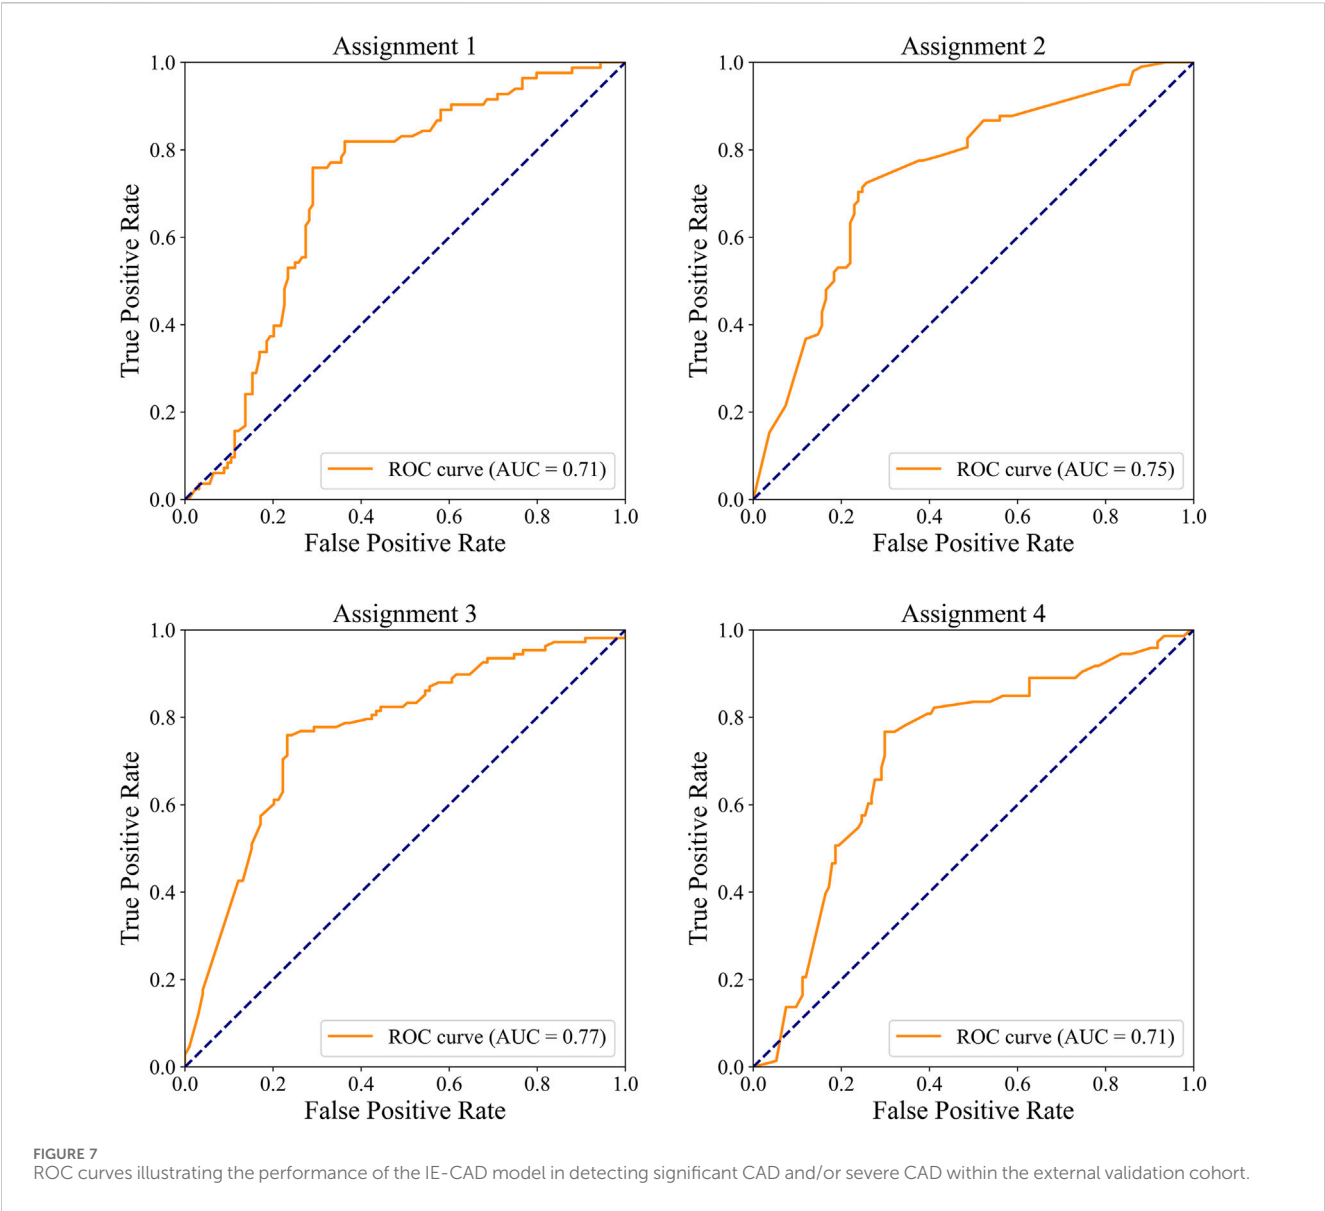 Assignment 1
1.0
0.8
0.6
0.4
0.2
0.0
True Positive Rate
ROC curve (AUC = 0.71)
0.0 0.2 0.4 0.6 0.8 1.0
False Positive Rate
Assignment 2
1.0
0.8
0.6
0.4
0.2
0.0
True Positive Rate
ROC curve (AUC = 0.75)
0.0 0.2 0.4 0.6 0.8 1.0
False Positive Rate
Assignment 3
1.0
0.8
0.6
0.4
0.2
0.0
True Positive Rate
ROC curve (AUC = 0.77)
0.0 0.2 0.4 0.6 0.8 1.0
False Positive Rate
Assignment 4
1.0
0.8
0.6
0.4
0.2
0.0
True Positive Rate
ROC curve (AUC = 0.71)
0.0 0.2 0.4 0.6 0.8 1.0
False Positive Rate
FIGURE 7
ROC curves illustrating the performance of the IE-CAD model in detecting significant CAD and/or severe CAD within the external validation cohort.